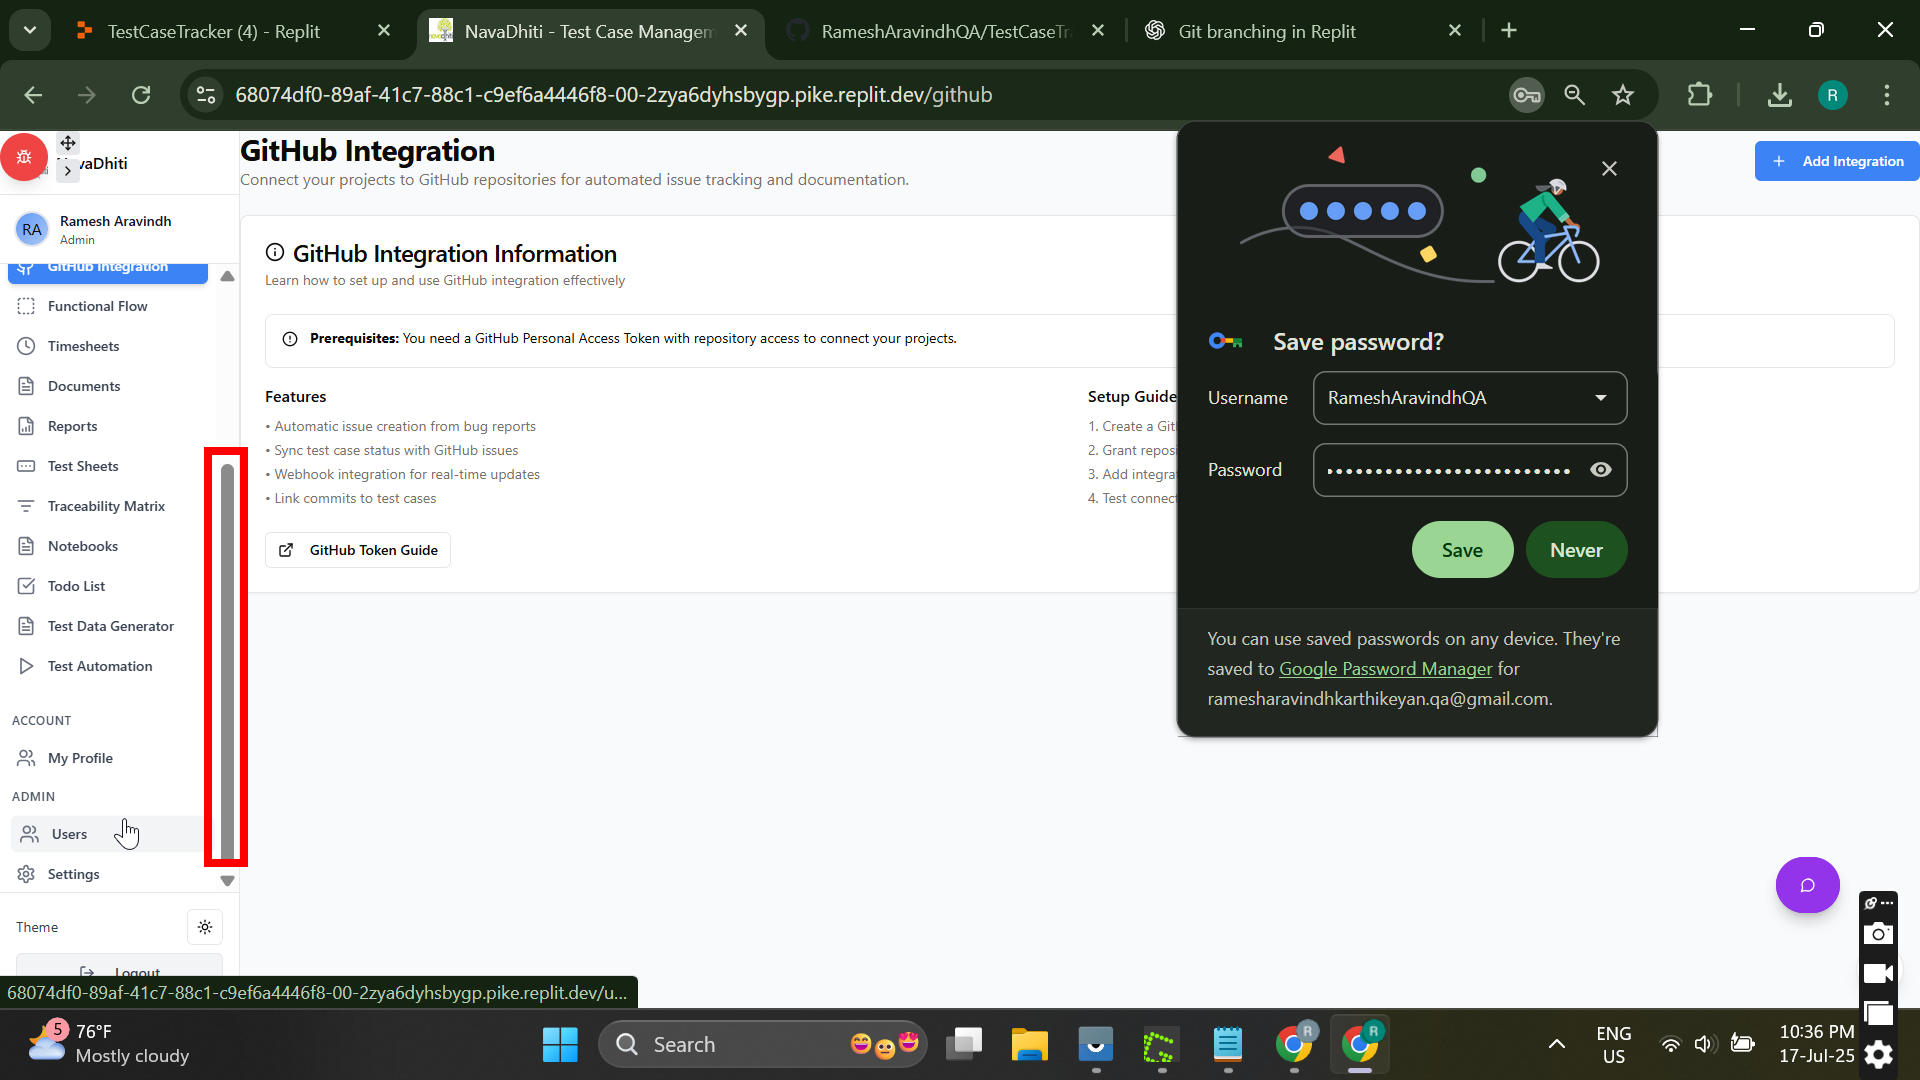 TestCaseTracker (4) - Replit
NavaDhiti - Test Case Managem
RameshAravindhQA/TestCaseTr
Git branching in Replit
68074df0-89af-41c7-88c1-c9ef6a4446f8-00-2zya6dyhsbygp.pike.replit.dev/github
R
vaDhiti
RA
Ramesh Aravindh
Admin
GitHub Integration
Functional Flow
Timesheets
Documents
Reports
Test Sheets
Traceability Matrix
Notebooks
Todo List
Test Data Generator
Test Automation
ACCOUNT
My Profile
ADMIN
Users
Settings
Theme
Logout
68074df0-89af-41c7-88c1-c9ef6a4446f8-00-2zya6dyhsbygp.pike.replit.dev/u...
GitHub Integration
Connect your projects to GitHub repositories for automated issue tracking and documentation.
+ Add Integration
GitHub Integration Information
Learn how to set up and use GitHub integration effectively
Prerequisites: You need a GitHub Personal Access Token with repository access to connect your projects.
Features
• Automatic issue creation from bug reports
• Sync test case status with GitHub issues
• Webhook integration for real-time updates
• Link commits to test cases
GitHub Token Guide
Setup Guide
1. Create a Git
2. Grant reposi
3. Add integra
4. Test connect
Save password?
Username
RameshAravindhQA
Password
Save
Never
You can use saved passwords on any device. They're
saved to Google Password Manager for
ramesharavindhkarthikeyan.qa@gmail.com.
5
76°F
Mostly cloudy
Search
R
R
ENG
US
10:36 PM
17-Jul-25